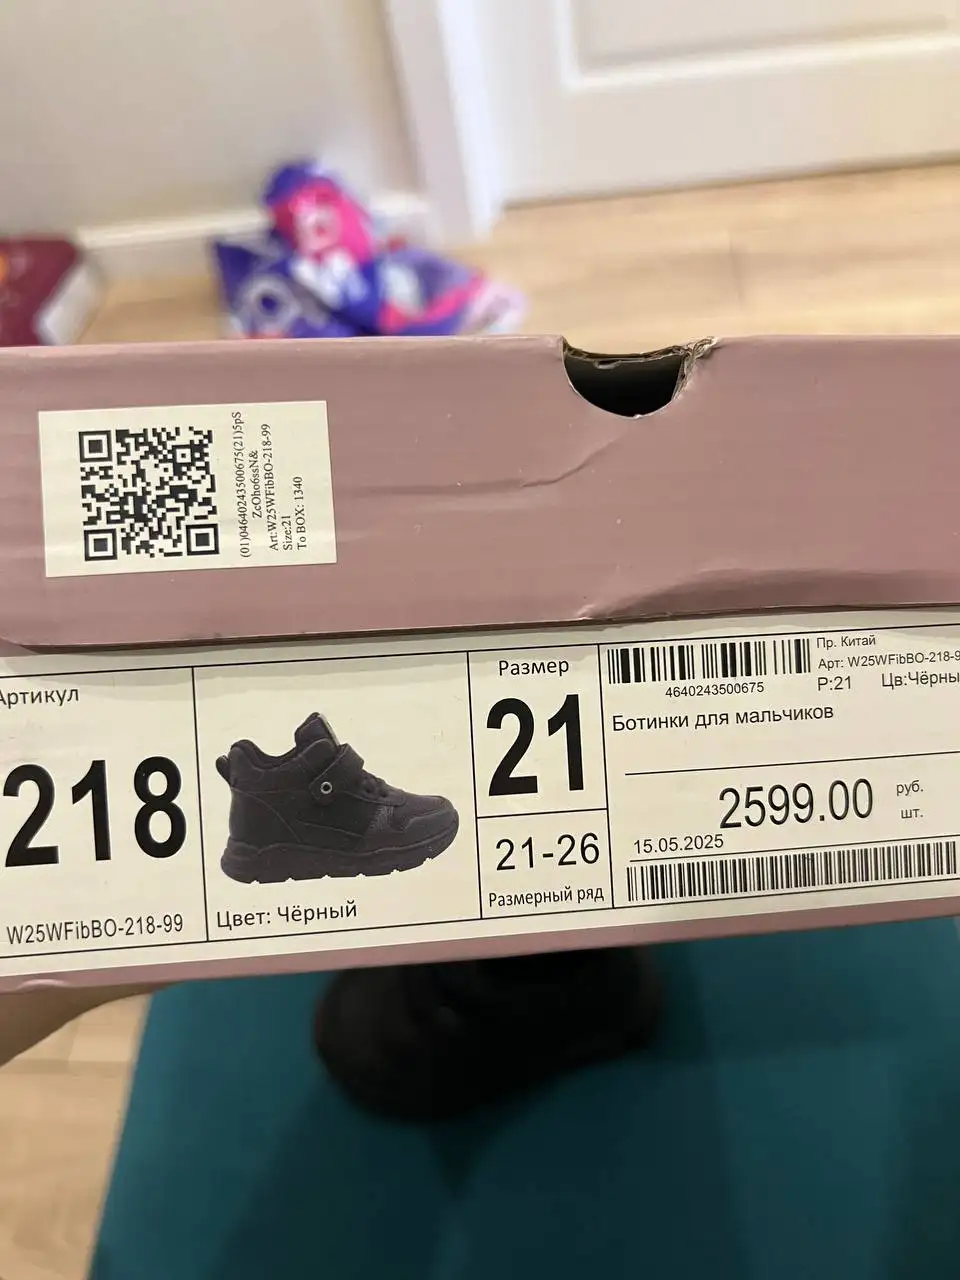 (01)04640243500675(21)5pS
ZcOho6ssN&
Art:W25WFibBO-218-99
Size:21
To BOX: 1340
Артикул
218
W25WFibBO-218-99
Цвет: Чёрный
Размер
21
21-26
Размерный ряд
4640243500675
Пр. Китай
Арт: W25WFibBO-218-9
Р:21 Цв:Чёрны
Ботинки для мальчиков
2599.00 руб.
шт.
15.05.2025